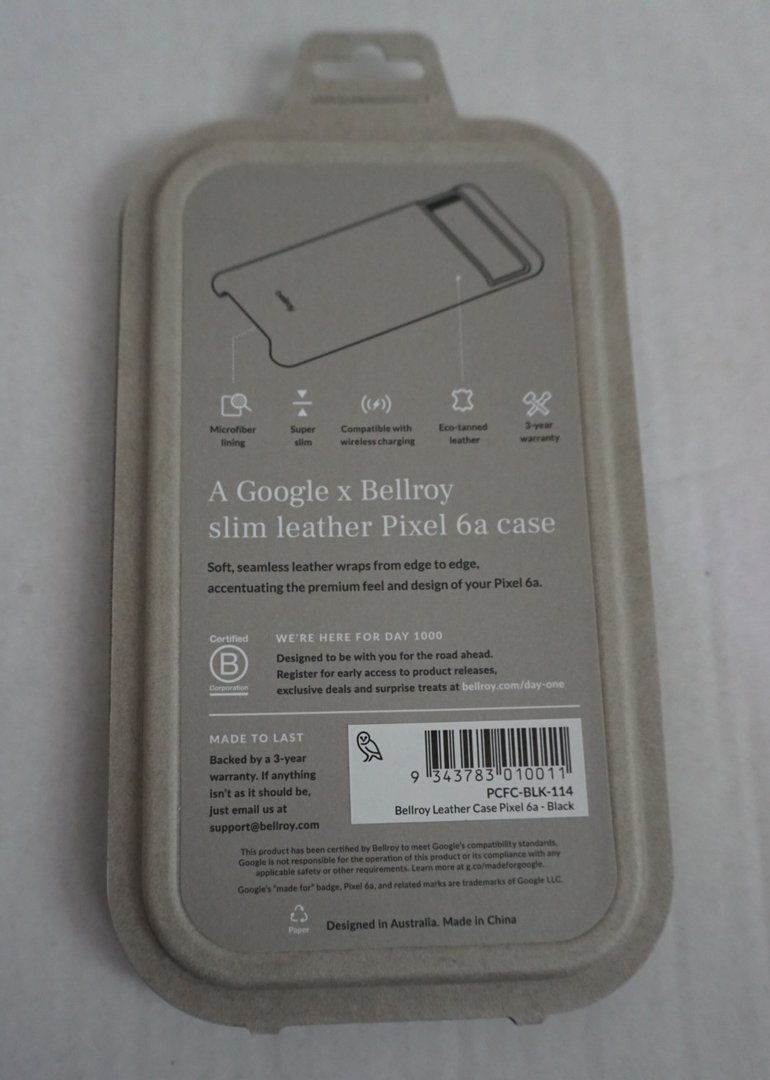 bellroy
Microfiber
lining
Super
slim
Compatible with
wireless charging
Eco-tanned
leather
3-year
warranty
A Google x Bellroy
slim leather Pixel 6a case
Soft, seamless leather wraps from edge to edge,
accentuating the premium feel and design of your Pixel 6a.
Certified
B
Corporation
WE'RE HERE FOR DAY 1000
Designed to be with you for the road ahead.
Register for early access to product releases,
exclusive deals and surprise treats at bellroy.com/day-one
MADE TO LAST
Backed by a 3-year
warranty. If anything
isn't as it should be,
just email us at
support@bellroy.com
9 343783 010011
PCFC-BLK-114
Bellroy Leather Case Pixel 6a - Black
This product has been certified by Bellroy to meet Google's compatibility standards.
Google is not responsible for the operation of this product or its compliance with any
applicable safety or other requirements. Learn more at g.co/madeforgoogle.
Google's "made for" badge, Pixel 6a, and related marks are trademarks of Google LLC.
Paper
Designed in Australia. Made in China